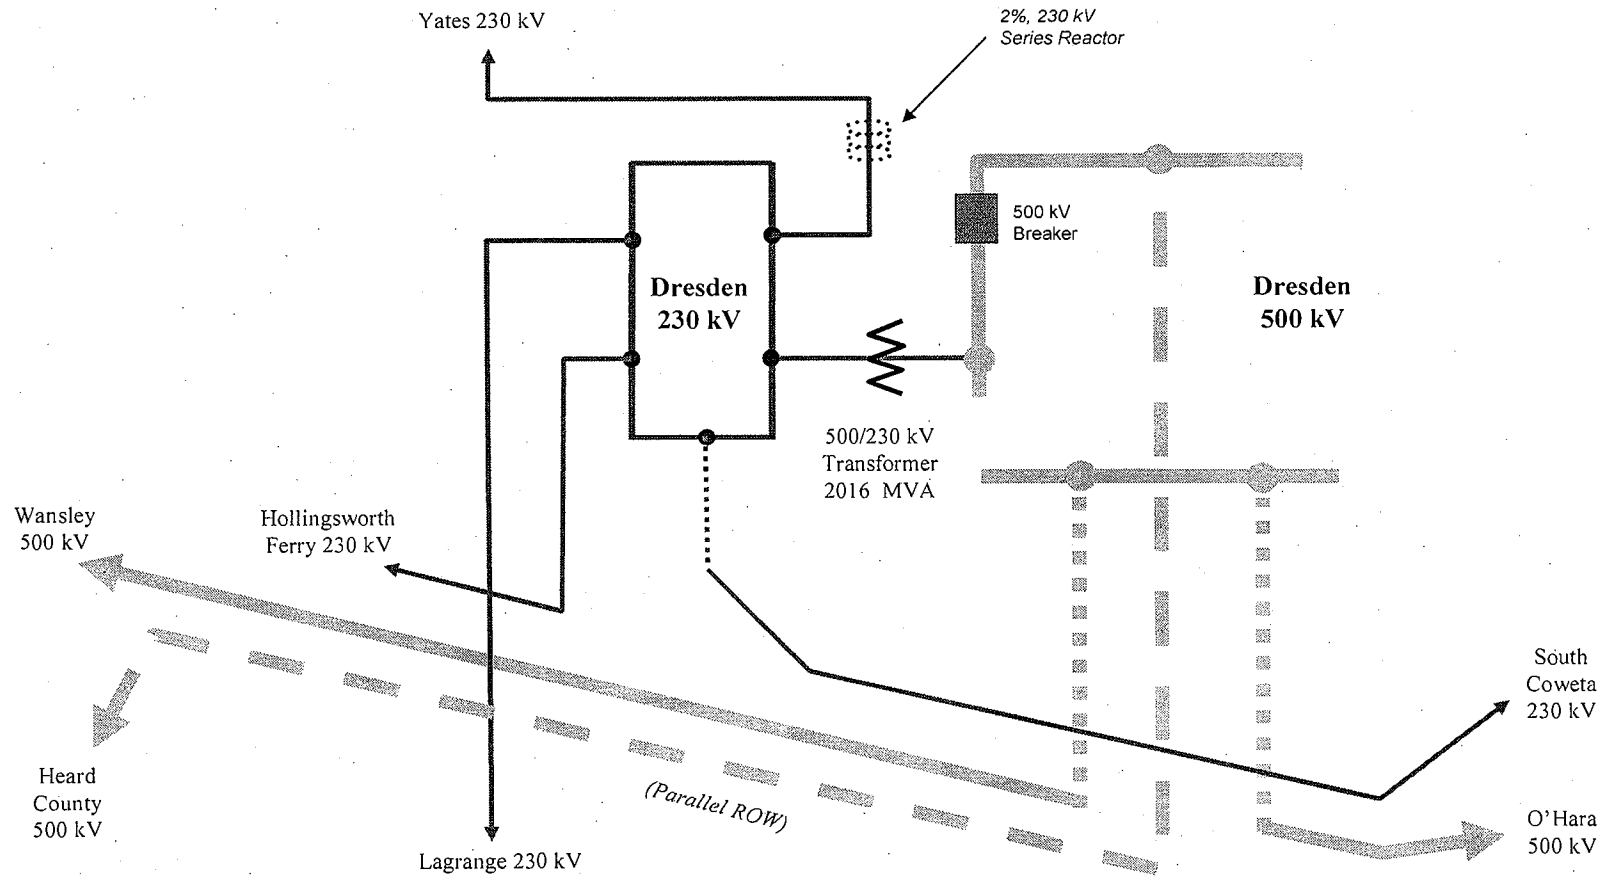 Yates 230 kV
2%, 230 kV
Series Reactor
500 kV
Breaker
Dresden
230 kV
Dresden
500 kV
500/230 kV
Transformer
2016 MVA
Wansley
500 kV
Hollingsworth
Ferry 230 kV
South
Coweta
230 kV
Heard
County
500 kV
(Parallel ROW)
O'Hara
500 kV
Lagrange 230 kV